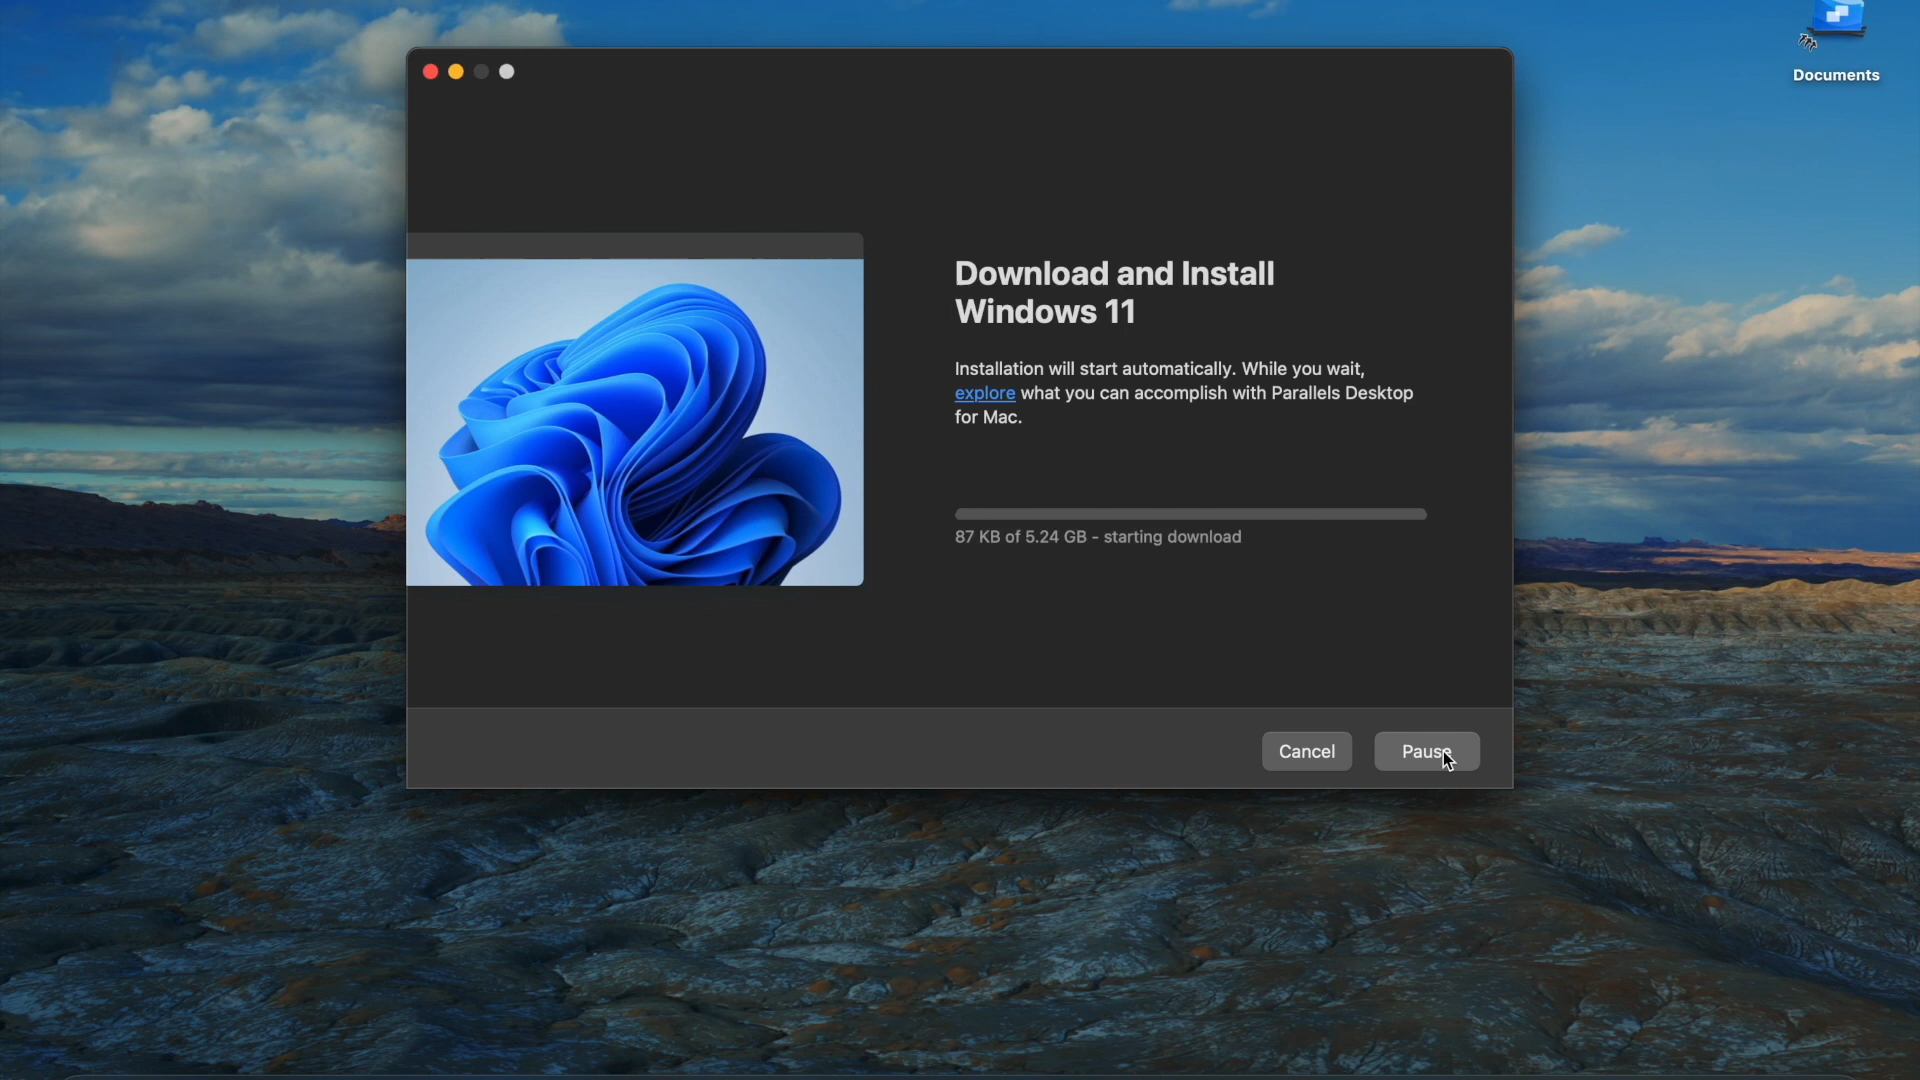 Documents
Download and Install
Windows 11
Installation will start automatically. While you wait,
explore what you can accomplish with Parallels Desktop
for Mac.
87 KB of 5.24 GB - starting download
Cancel
Pause